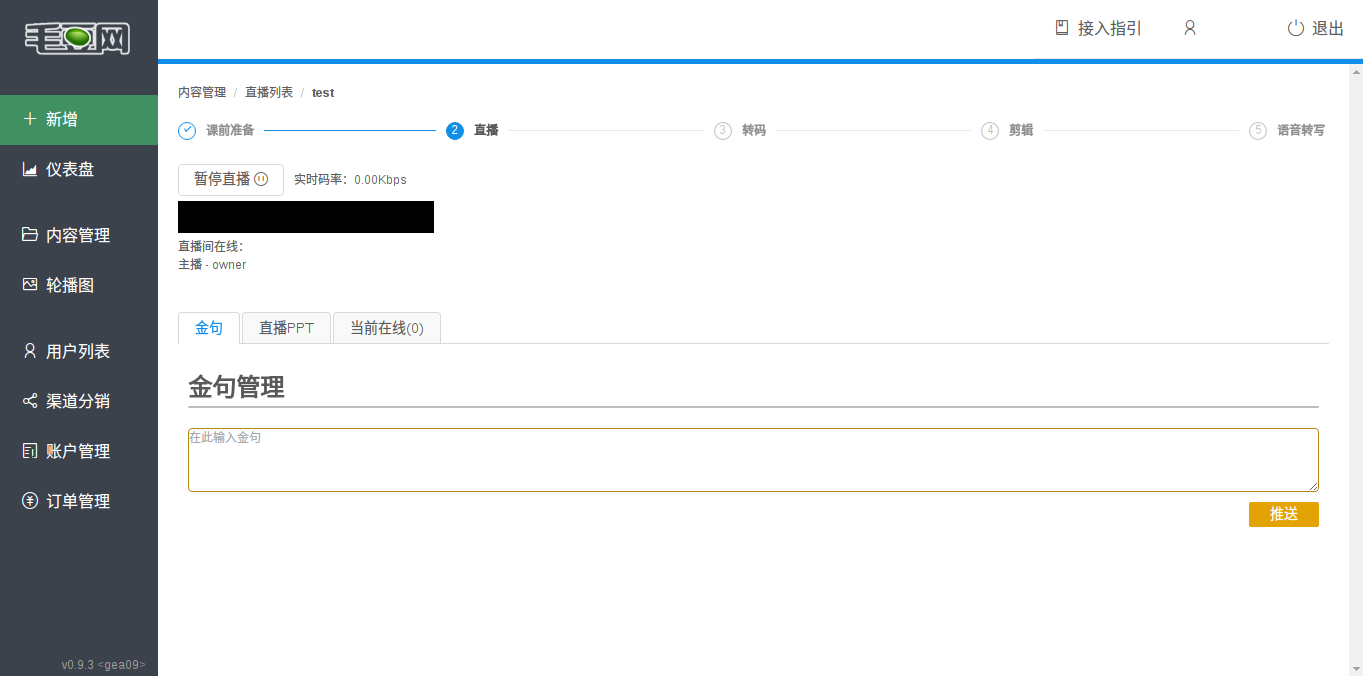 毛豆网
接入指引
退出
新增
仪表盘
内容管理
轮播图
用户列表
渠道分销
账户管理
订单管理
v0.9.3 <gea09>
内容管理 / 直播列表 / test
课前准备
2 直播
3 转码
4 剪辑
5 语音转写
暂停直播 实时码率：0.00Kbps
直播间在线：
主播 - owner
金句 直播PPT 当前在线(0)
金句管理
在此输入金句
推送